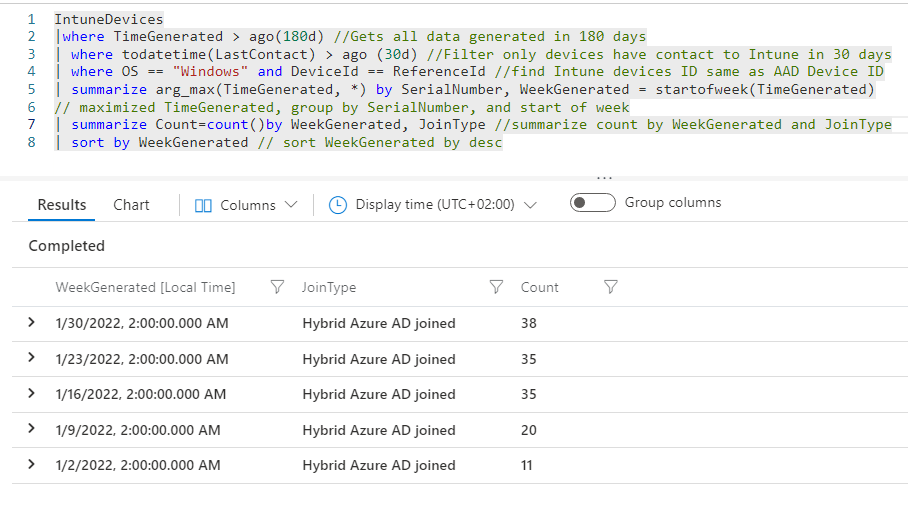 1 IntuneDevices
2 |where TimeGenerated > ago(180d) //Gets all data generated in 180 days
3 | where todatetime(LastContact) > ago (30d) //Filter only devices have contact to Intune in 30 days
4 | where OS == "Windows" and DeviceId == ReferenceId //find Intune devices ID same as AAD Device ID
5 | summarize arg_max(TimeGenerated, *) by SerialNumber, WeekGenerated = startofweek(TimeGenerated)
6 // maximized TimeGenerated, group by SerialNumber, and start of week
7 | summarize Count=count()by WeekGenerated, JoinType //summarize count by WeekGenerated and JoinType
8 | sort by WeekGenerated // sort WeekGenerated by desc
Results Chart Columns Display time (UTC+02:00) Group columns
Completed
WeekGenerated [Local Time] JoinType Count
1/30/2022, 2:00:00.000 AM Hybrid Azure AD joined 38
1/23/2022, 2:00:00.000 AM Hybrid Azure AD joined 35
1/16/2022, 2:00:00.000 AM Hybrid Azure AD joined 35
1/9/2022, 2:00:00.000 AM Hybrid Azure AD joined 20
1/2/2022, 2:00:00.000 AM Hybrid Azure AD joined 11